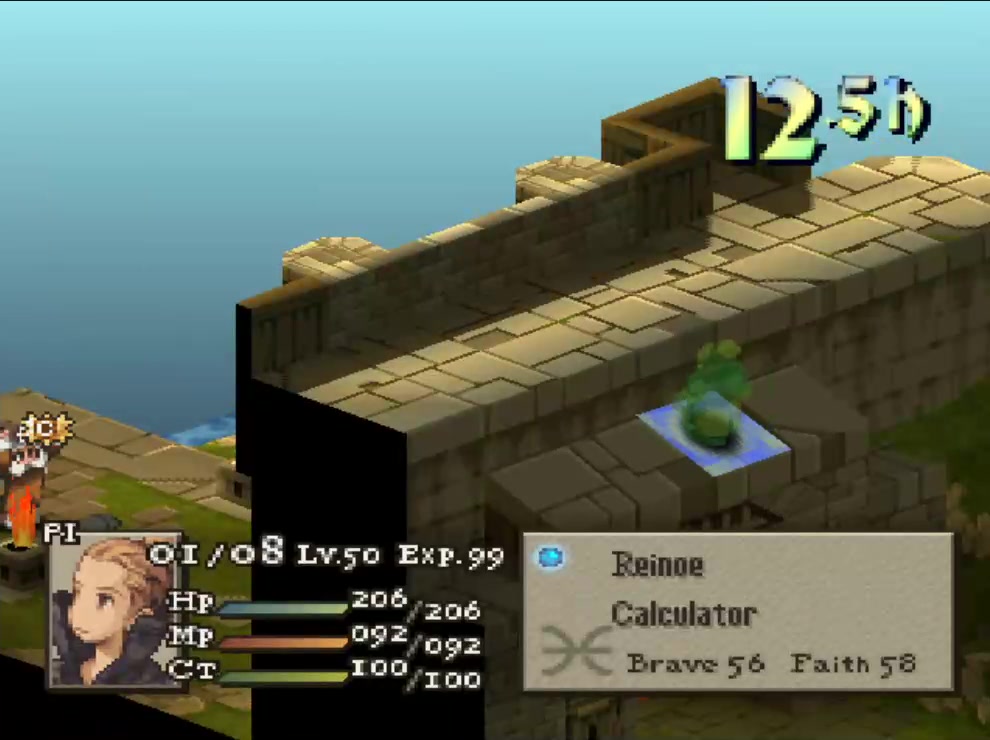 12.5h
C
P1
01/08 Lv.50 Exp.99
Hp 206/206
Mp 092/092
CT 100/100
Reinoe
Calculator
Brave 56 Faith 58